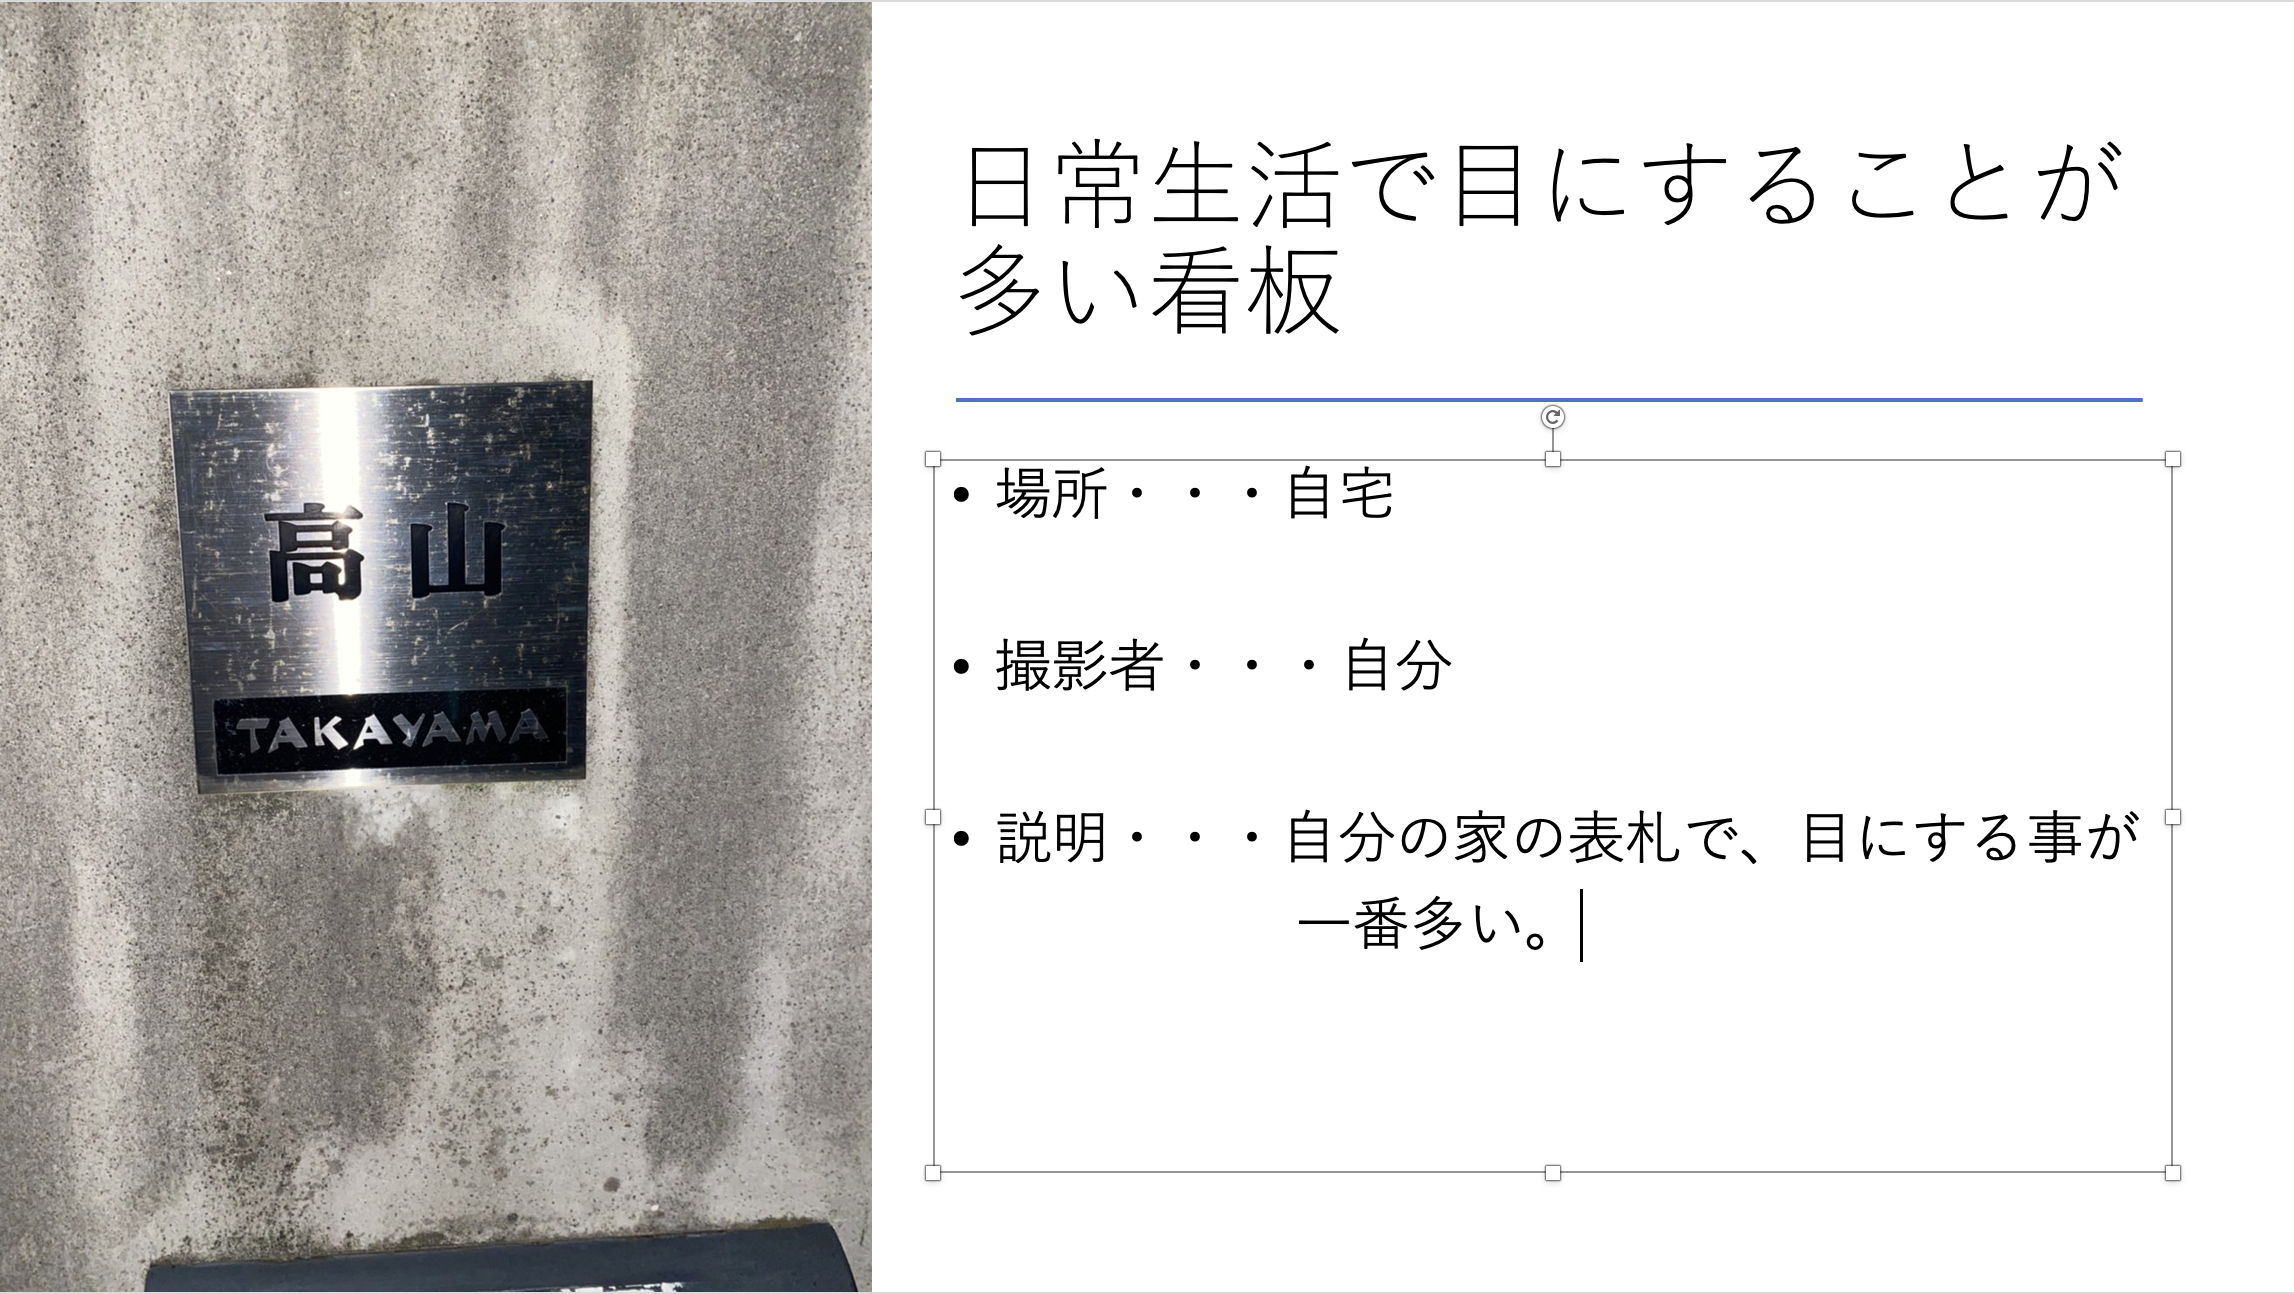 高山
TAKAYAMA
日常生活で目にすることが
多い看板
• 場所・・・自宅
• 撮影者・・・自分
• 説明・・・自分の家の表札で、目にする事が
一番多い。